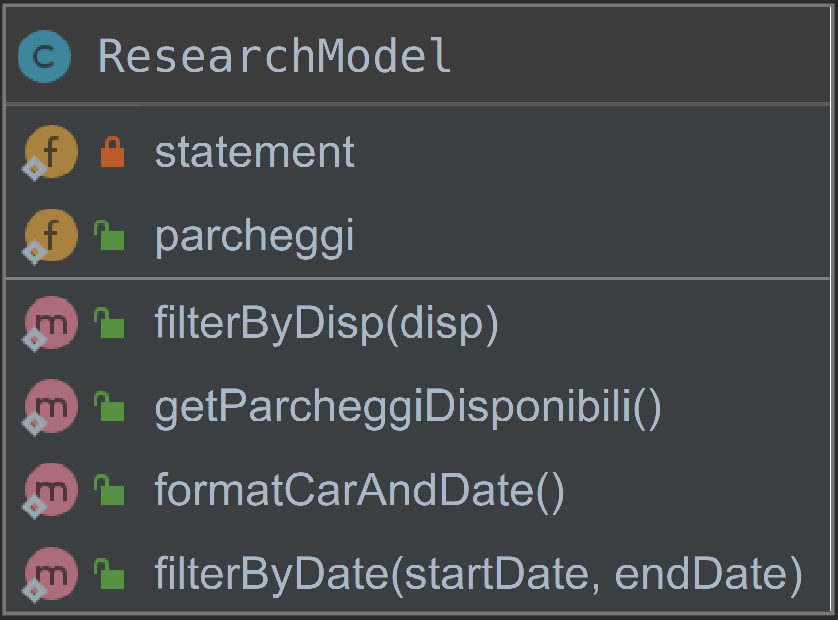 C ResearchModel
f statement
f parcheggi
m filterByDisp(disp)
m getParcheggiDisponibili()
m formatCarAndDate()
m filterByDate(startDate, endDate)